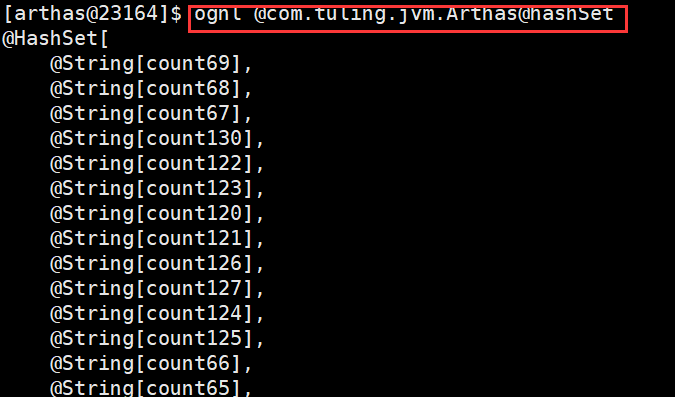 [arthas@23164]$ ognl @com.tuling.jvm.Arthas@hashSet
@HashSet[
    @String[count69],
    @String[count68],
    @String[count67],
    @String[count130],
    @String[count122],
    @String[count123],
    @String[count120],
    @String[count121],
    @String[count126],
    @String[count127],
    @String[count124],
    @String[count125],
    @String[count66],
    @String[count65],